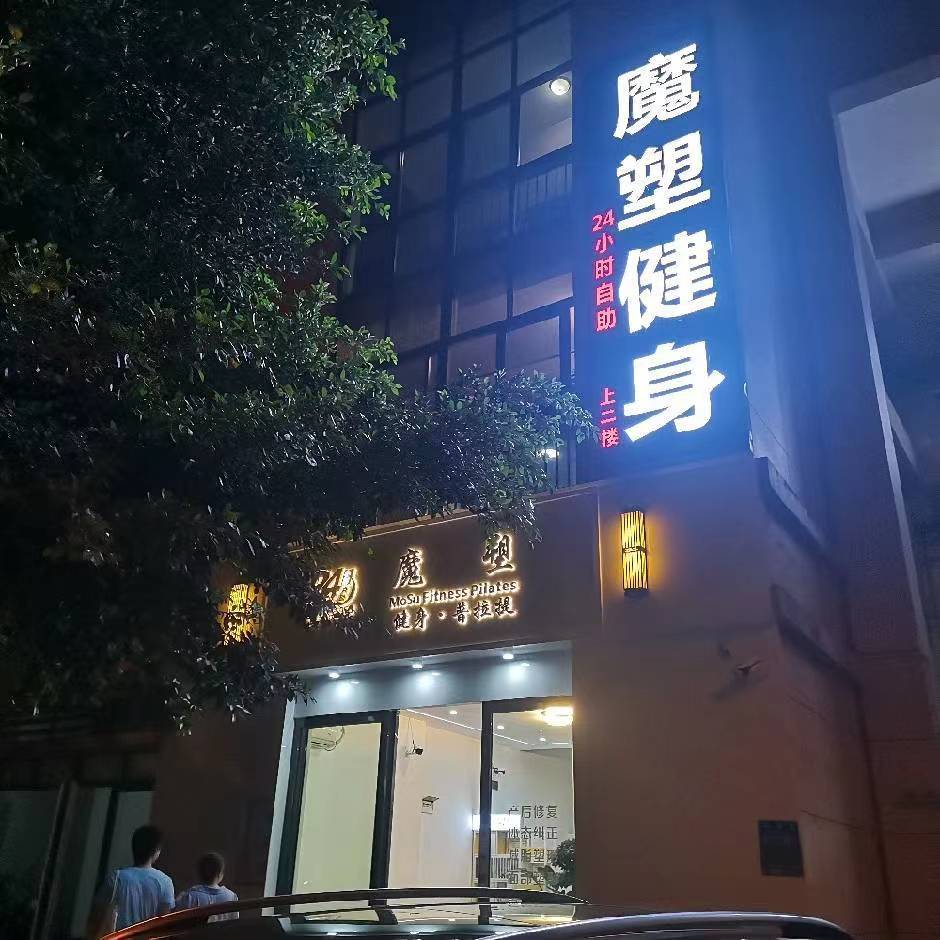 魔塑健身
24小时自助
上二楼
24
魔塑
MoSu Fitness Pilates
健身·普拉提
产后修复
体态纠正